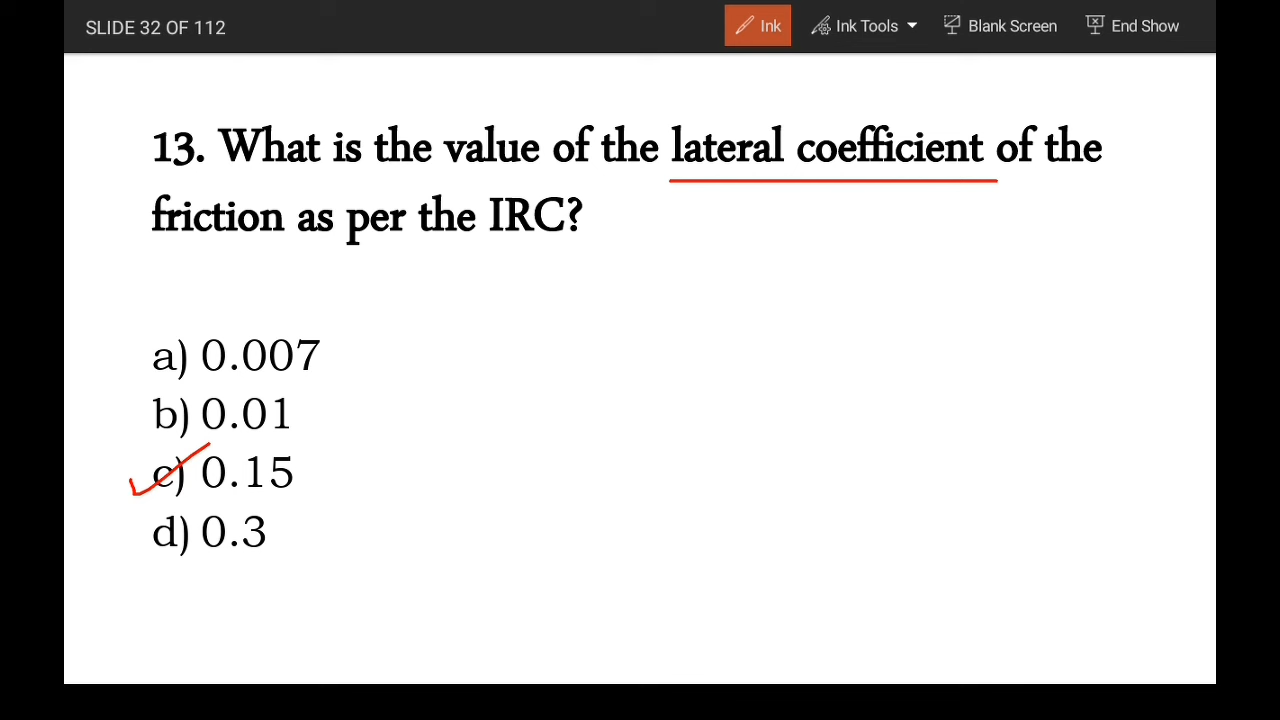 SLIDE 32 OF 112 Ink Ink Tools Blank Screen End Show
13. What is the value of the lateral coefficient of the
friction as per the IRC?
a) 0.007
b) 0.01
c) 0.15
d) 0.3